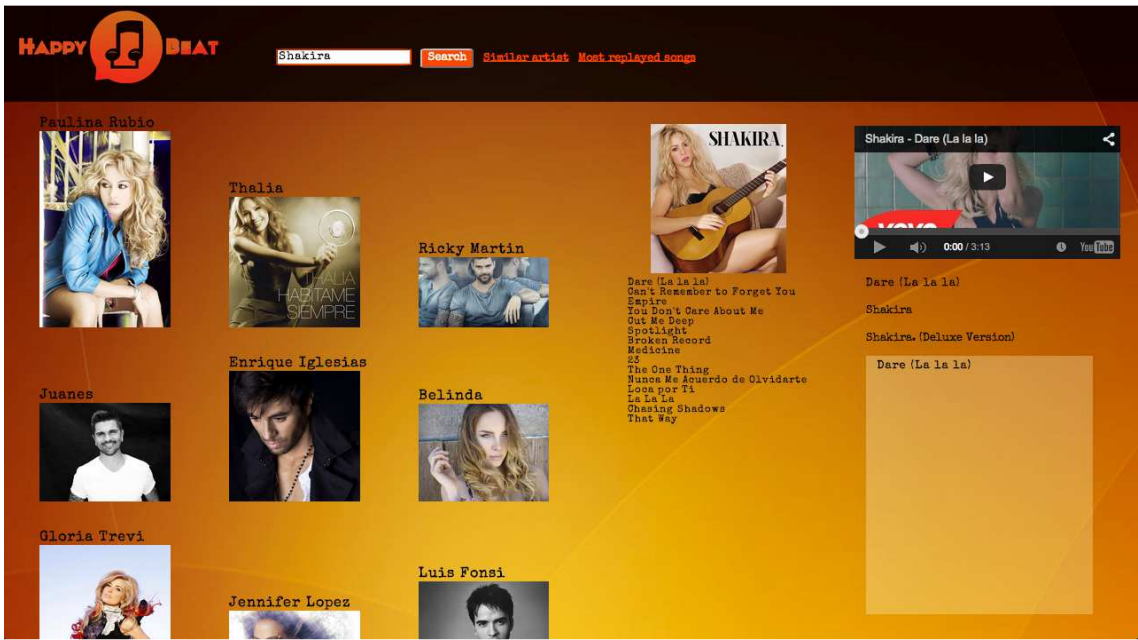 HAPPY BEAT
Shakira
Search
Similar artist
Most replayed songs
Paulina Rubio
Thalia
THALIA
HABITAME
SIEMPRE
Ricky Martin
Juanes
Enrique Iglesias
Belinda
Gloria Trevi
Jennifer Lopez
Luis Fonsi
SHAKIRA.
Dare (La La La)
Can't Remember to Forget You
Empire
You Don't Care About Me
Cut Me Deep
Spotlight
Broken Record
Medicine
23
The One Thing
Nunca Me Acuerdo de Olvidarte
Loca por Ti
La La La
Chasing Shadows
That Way
Shakira - Dare (La la la)
vevo
0:00 / 3:13
YouTube
Dare (La la la)
Shakira
Shakira. (Deluxe Version)
Dare (La la la)